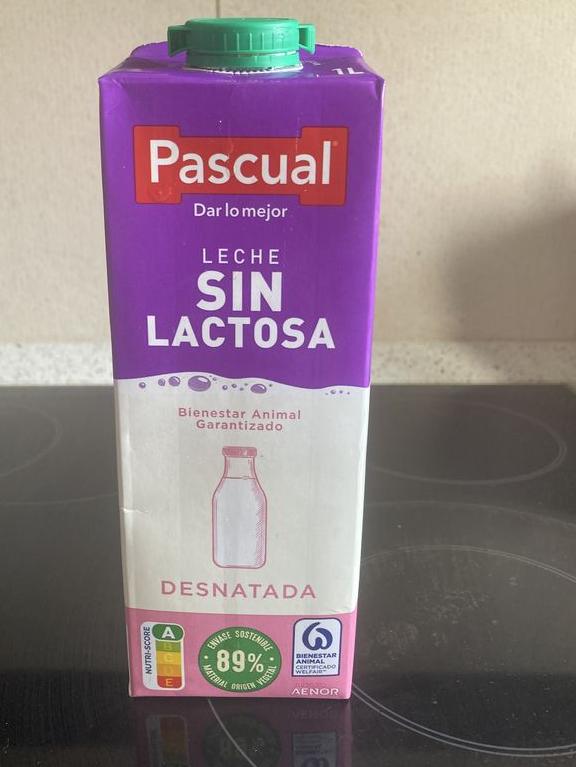 1L
Pascual
Dar lo mejor
LECHE
SIN
LACTOSA
Bienestar Animal
Garantizado
DESNATADA
NUTRI-SCORE
A
B
C
E
ENVASE SOSTENIBLE
89%
MATERIAL ORIGEN VEGETAL
BIENESTAR
ANIMAL
CERTIFICADO
WELFAIR™
AENOR